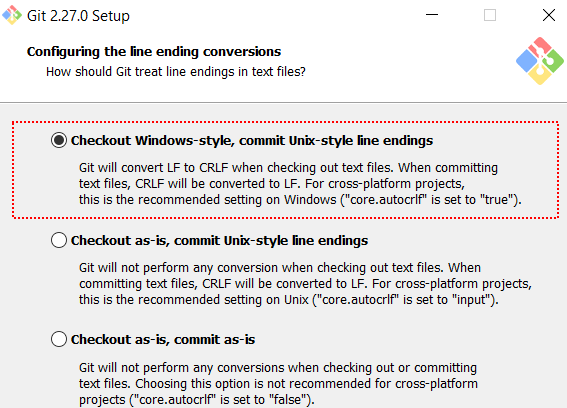 Git 2.27.0 Setup
Configuring the line ending conversions
How should Git treat line endings in text files?
Checkout Windows-style, commit Unix-style line endings
Git will convert LF to CRLF when checking out text files. When committing
text files, CRLF will be converted to LF. For cross-platform projects,
this is the recommended setting on Windows ("core.autocrlf" is set to "true").
Checkout as-is, commit Unix-style line endings
Git will not perform any conversion when checking out text files. When
committing text files, CRLF will be converted to LF. For cross-platform projects,
this is the recommended setting on Unix ("core.autocrlf" is set to "input").
Checkout as-is, commit as-is
Git will not perform any conversions when checking out or committing
text files. Choosing this option is not recommended for cross-platform
projects ("core.autocrlf" is set to "false").